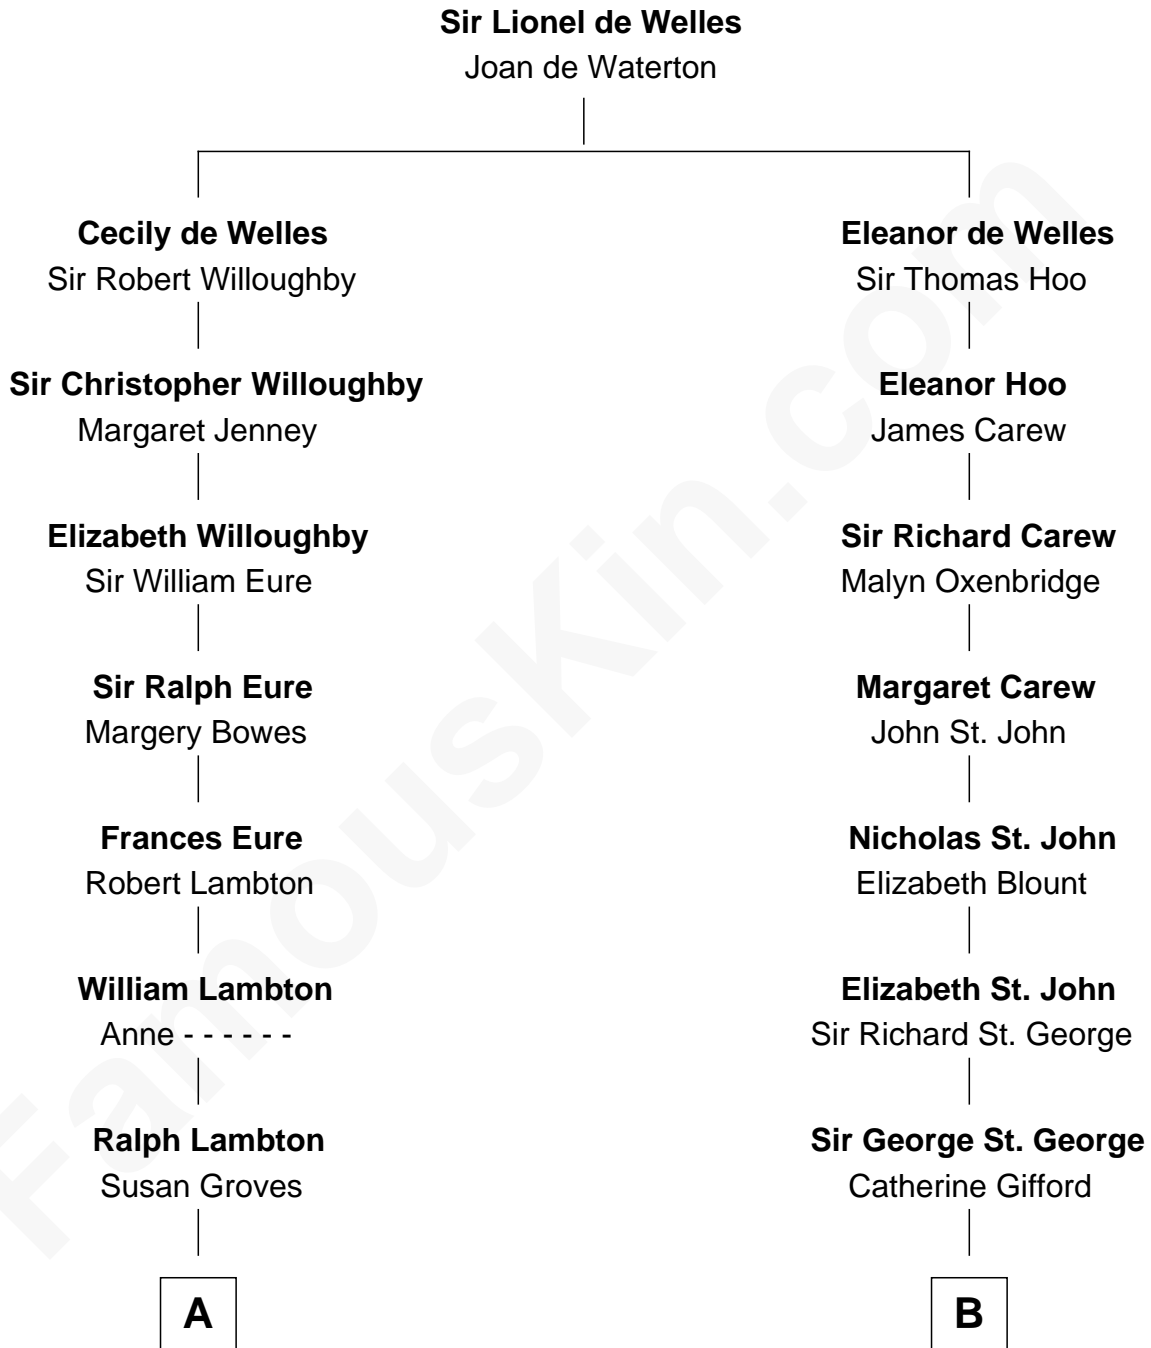 Sir Lionel de Welles
Joan de Waterton
Cecily de Welles
Sir Robert Willoughby
Eleanor de Welles
Sir Thomas Hoo
Sir Christopher Willoughby
Margaret Jenney
Eleanor Hoo
James Carew
Elizabeth Willoughby
Sir William Eure
Sir Richard Carew
Malyn Oxenbridge
Sir Ralph Eure
Margery Bowes
Margaret Carew
John St. John
Frances Eure
Robert Lambton
Nicholas St. John
Elizabeth Blount
William Lambton
Anne - - - - - -
Elizabeth St. John
Sir Richard St. George
Ralph Lambton
Susan Groves
Sir George St. George
Catherine Gifford
A
B
FamousKin.com